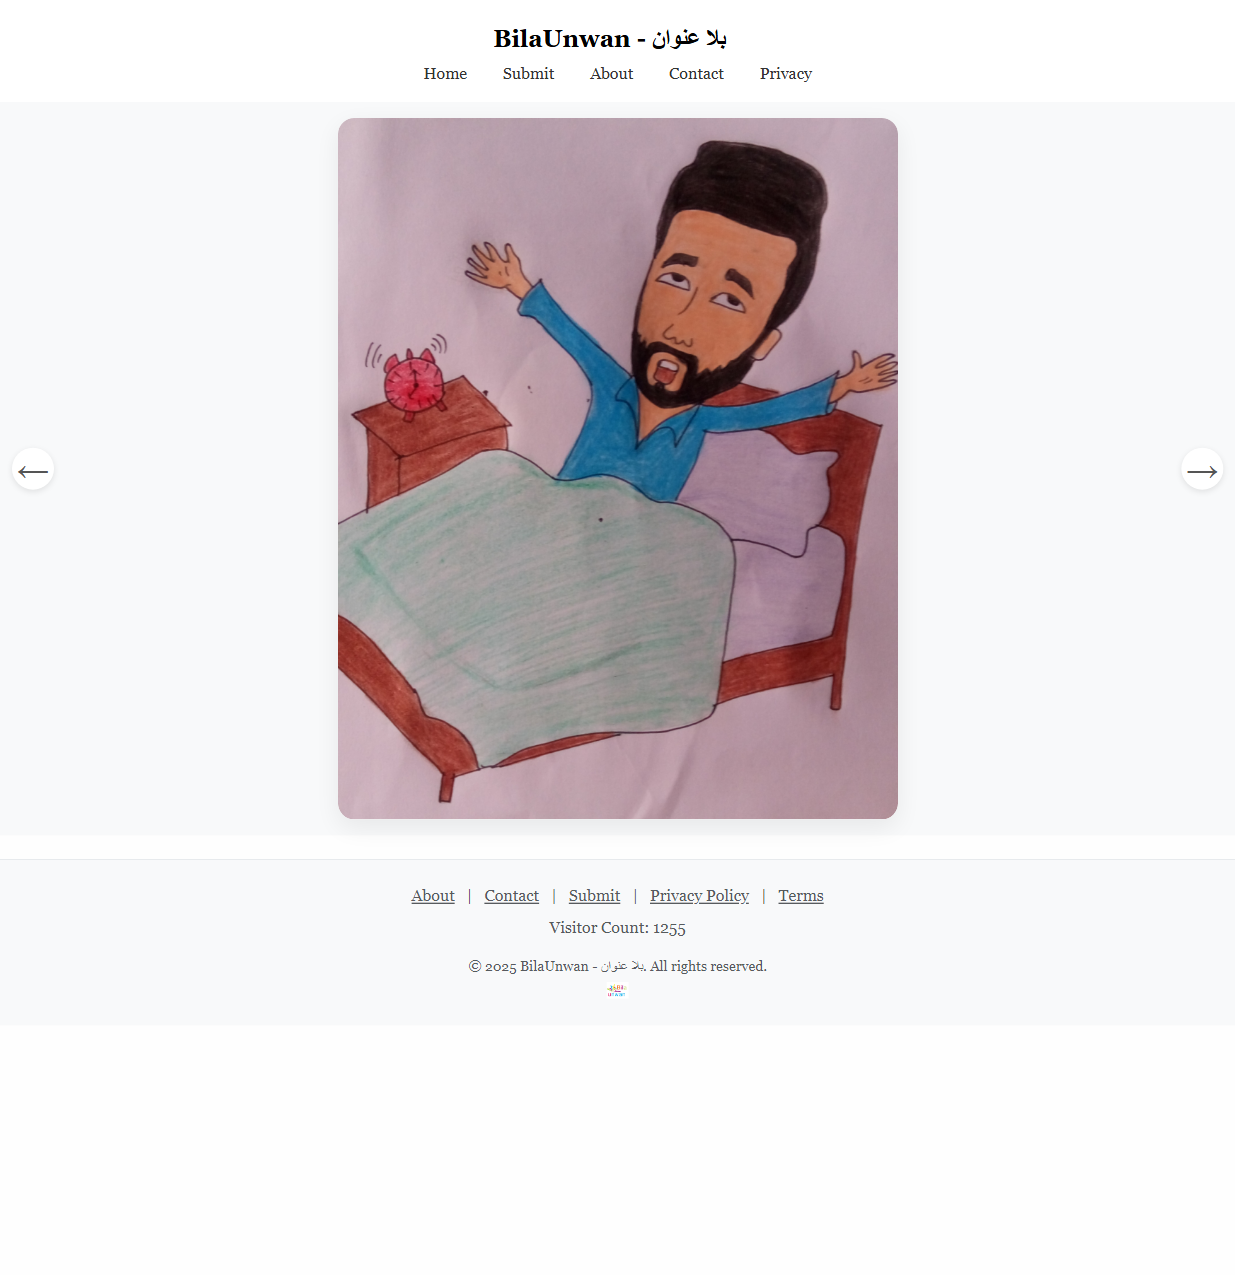 BilaUnwan - بلا عنوان
Home Submit About Contact Privacy
←
→
About | Contact | Submit | Privacy Policy | Terms
Visitor Count: 1255
© 2025 BilaUnwan - بلا عنوان. All rights reserved.